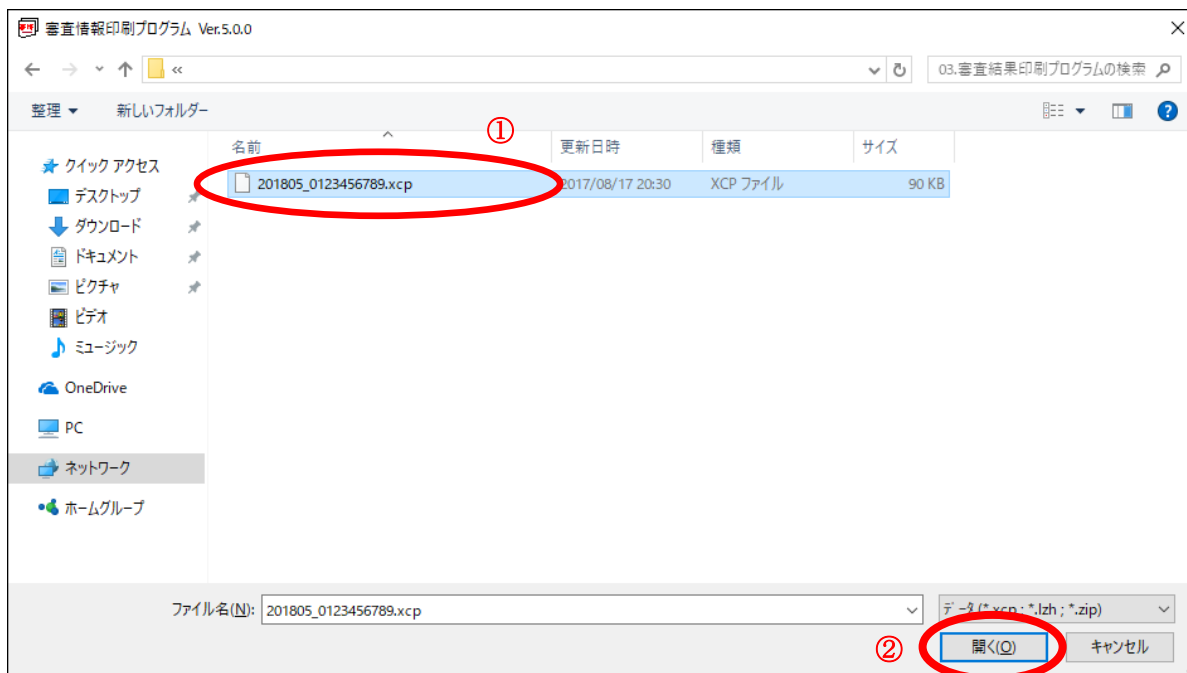 審査情報印刷プログラム Ver.5.0.0
«
03.審査結果印刷プログラムの検索
整理
新しいフォルダー
①
名前
更新日時
種類
サイズ
クイック アクセス
201805_0123456789.xcp
2017/08/17 20:30
XCP ファイル
90 KB
デスクトップ
ダウンロード
ドキュメント
ピクチャ
ビデオ
ミュージック
OneDrive
PC
ネットワーク
ホームグループ
ファイル名(N):
201805_0123456789.xcp
データ (*.xcp ; *.lzh ; *.zip)
②
開く(O)
キャンセル